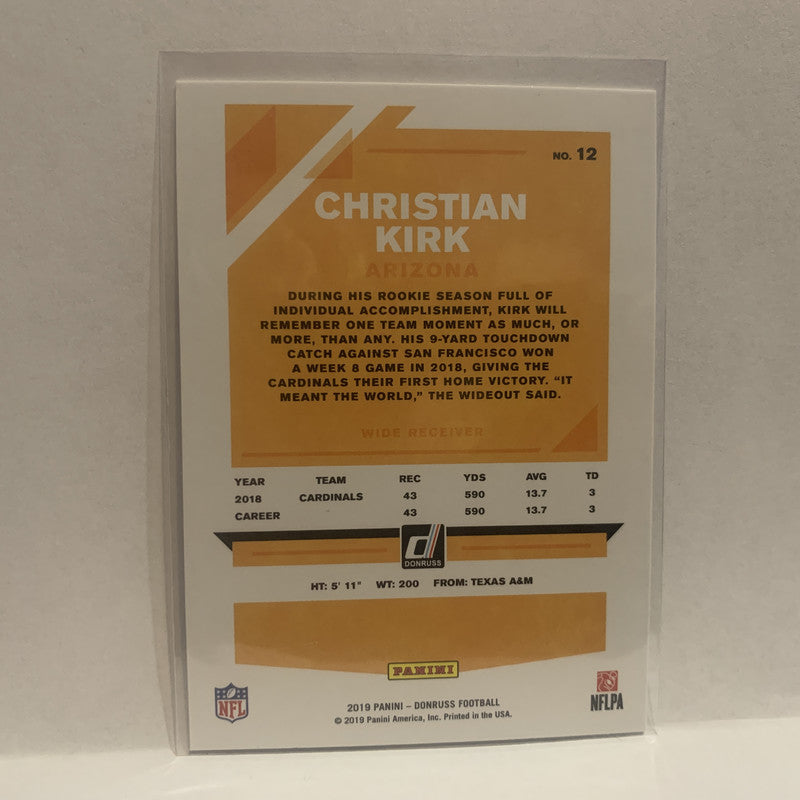 NO. 12
CHRISTIAN
KIRK
ARIZONA
DURING HIS ROOKIE SEASON FULL OF
INDIVIDUAL ACCOMPLISHMENT, KIRK WILL
REMEMBER ONE TEAM MOMENT AS MUCH, OR
MORE, THAN ANY. HIS 9-YARD TOUCHDOWN
CATCH AGAINST SAN FRANCISCO WON
A WEEK 8 GAME IN 2018, GIVING THE
CARDINALS THEIR FIRST HOME VICTORY. “IT
MEANT THE WORLD,” THE WIDEOUT SAID.
WIDE RECEIVER
YEAR TEAM REC YDS AVG TD
2018 CARDINALS 43 590 13.7 3
CAREER 43 590 13.7 3
d
DONRUSS
HT: 5' 11" WT: 200 FROM: TEXAS A&M
PANINI
NFL
2019 PANINI – DONRUSS FOOTBALL
© 2019 Panini America, Inc. Printed in the USA.
NFLPA